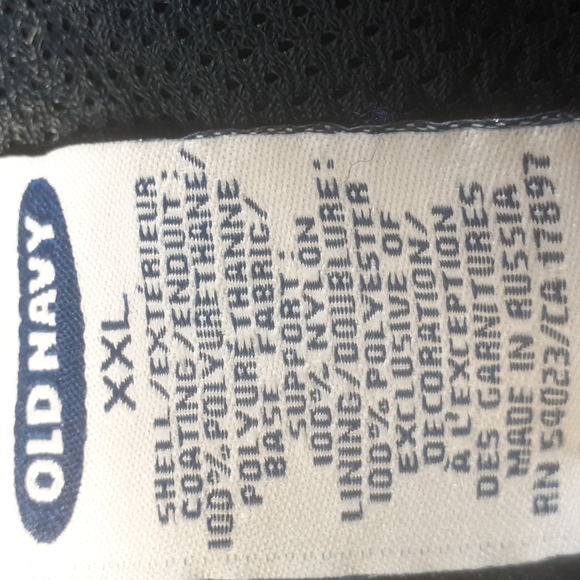 OLD NAVY
XXL
SHELL/EXTÉRIEUR
COATING/ENDUIT:
100% POLYURETHANE/
POLYURETHANNE
BASE FABRIC/
SUPPORT
100% NYLON
LINING/DOUBLURE:
100% POLYESTER
EXCLUSIVE OF
DECORATION/
À L'EXCEPTION
DES GARNITURES
MADE IN RUSSIA
RN 54023/CA 17897